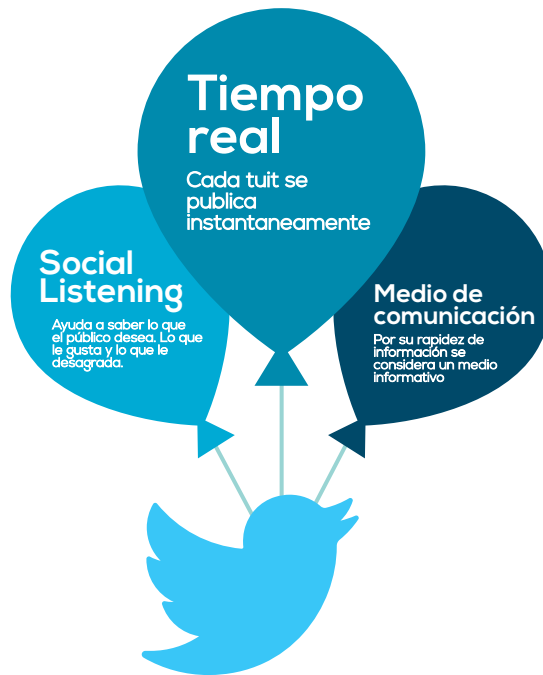 Tiempo
real
Cada tuit se
publica
instantaneamente
Social
Listening
Ayuda a saber lo que
el público desea. Lo que
le gusta y lo que le
desagrada.
Medio de
comunicación
Por su rapidez de
información se
considera un medio
informativo